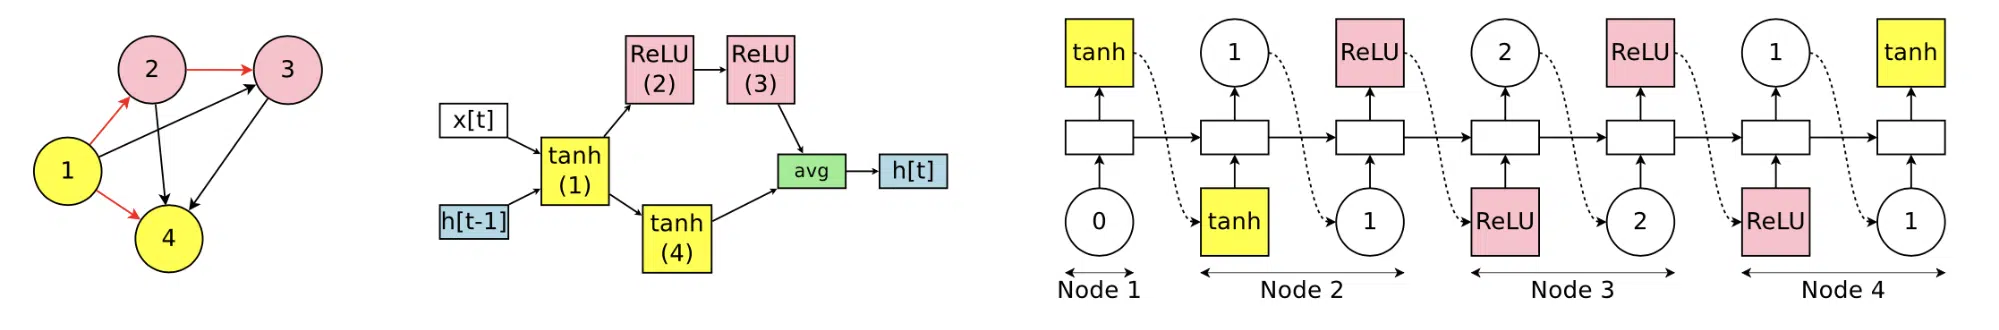 2
3
1
4
x[t]
h[t-1]
tanh
(1)
ReLU
(2)
ReLU
(3)
tanh
(4)
avg
h[t]
tanh
1
ReLU
2
ReLU
1
tanh
0
tanh
1
ReLU
2
ReLU
1
Node 1
Node 2
Node 3
Node 4